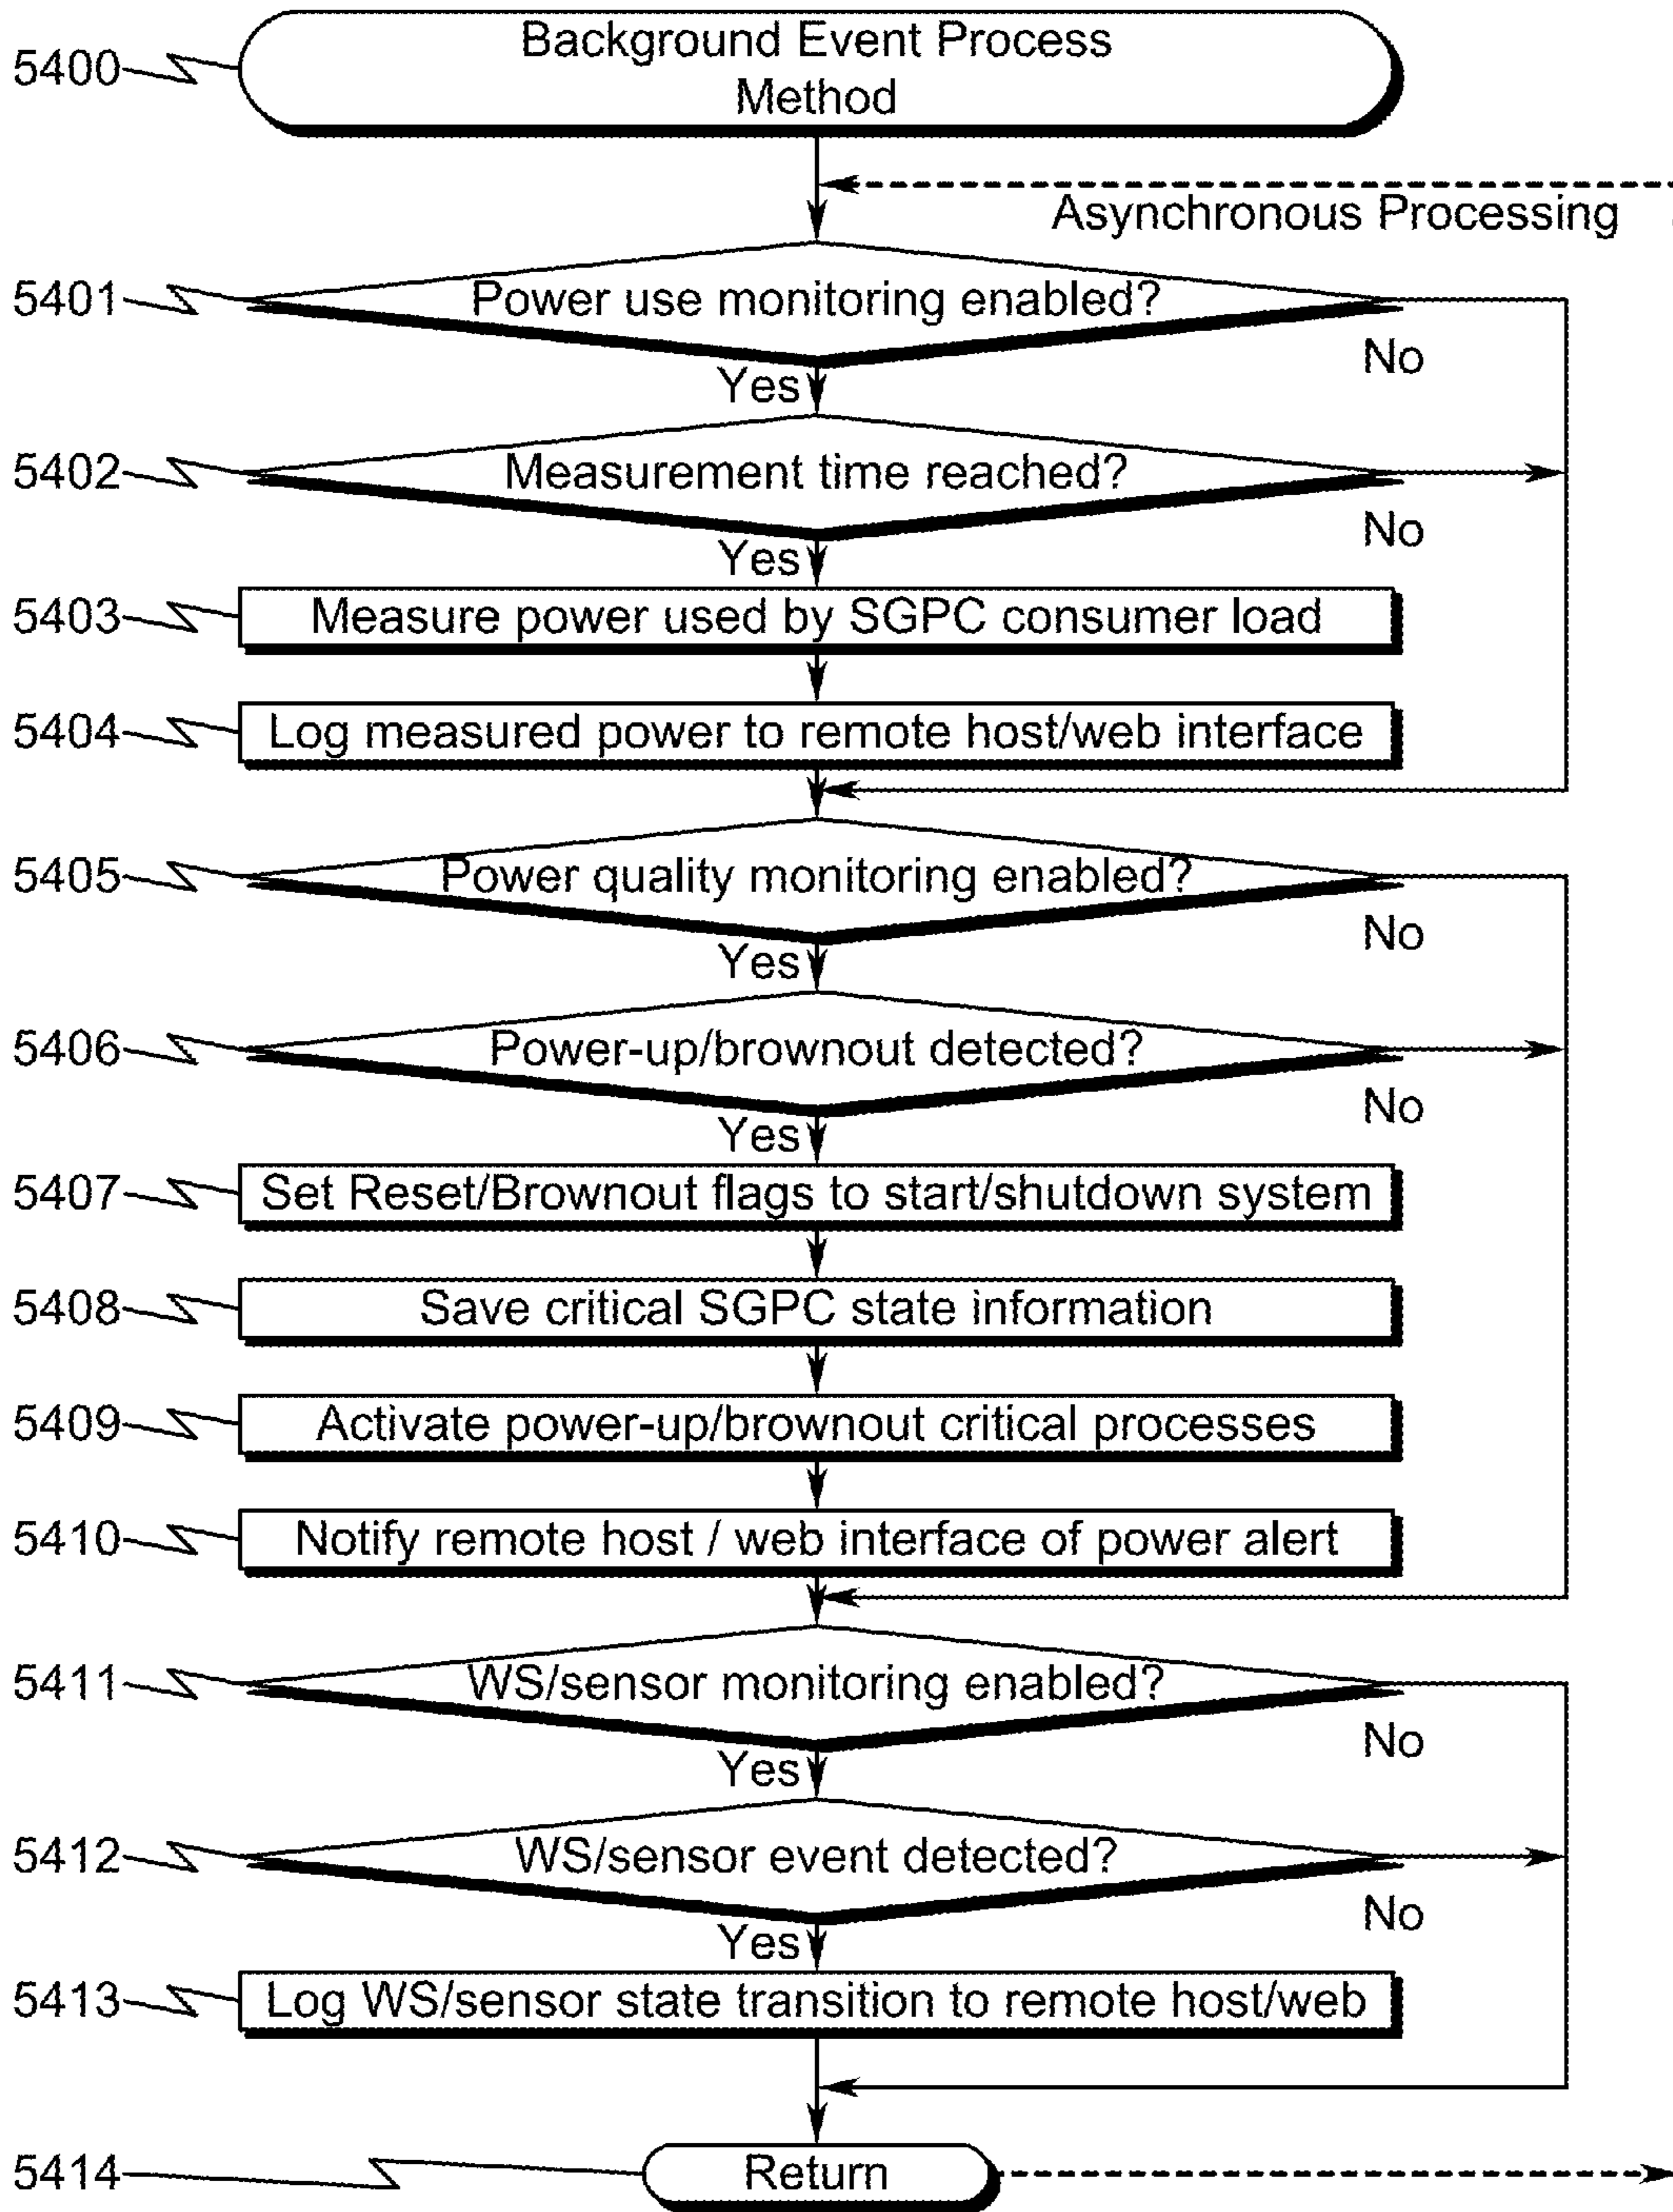 5400
Background Event Process
Method
Asynchronous Processing
5401
Power use monitoring enabled?
No
Yes
5402
Measurement time reached?
No
Yes
5403
Measure power used by SGPC consumer load
5404
Log measured power to remote host/web interface
5405
Power quality monitoring enabled?
No
Yes
5406
Power-up/brownout detected?
No
Yes
5407
Set Reset/Brownout flags to start/shutdown system
5408
Save critical SGPC state information
5409
Activate power-up/brownout critical processes
5410
Notify remote host / web interface of power alert
5411
WS/sensor monitoring enabled?
No
Yes
5412
WS/sensor event detected?
No
Yes
5413
Log WS/sensor state transition to remote host/web
5414
Return